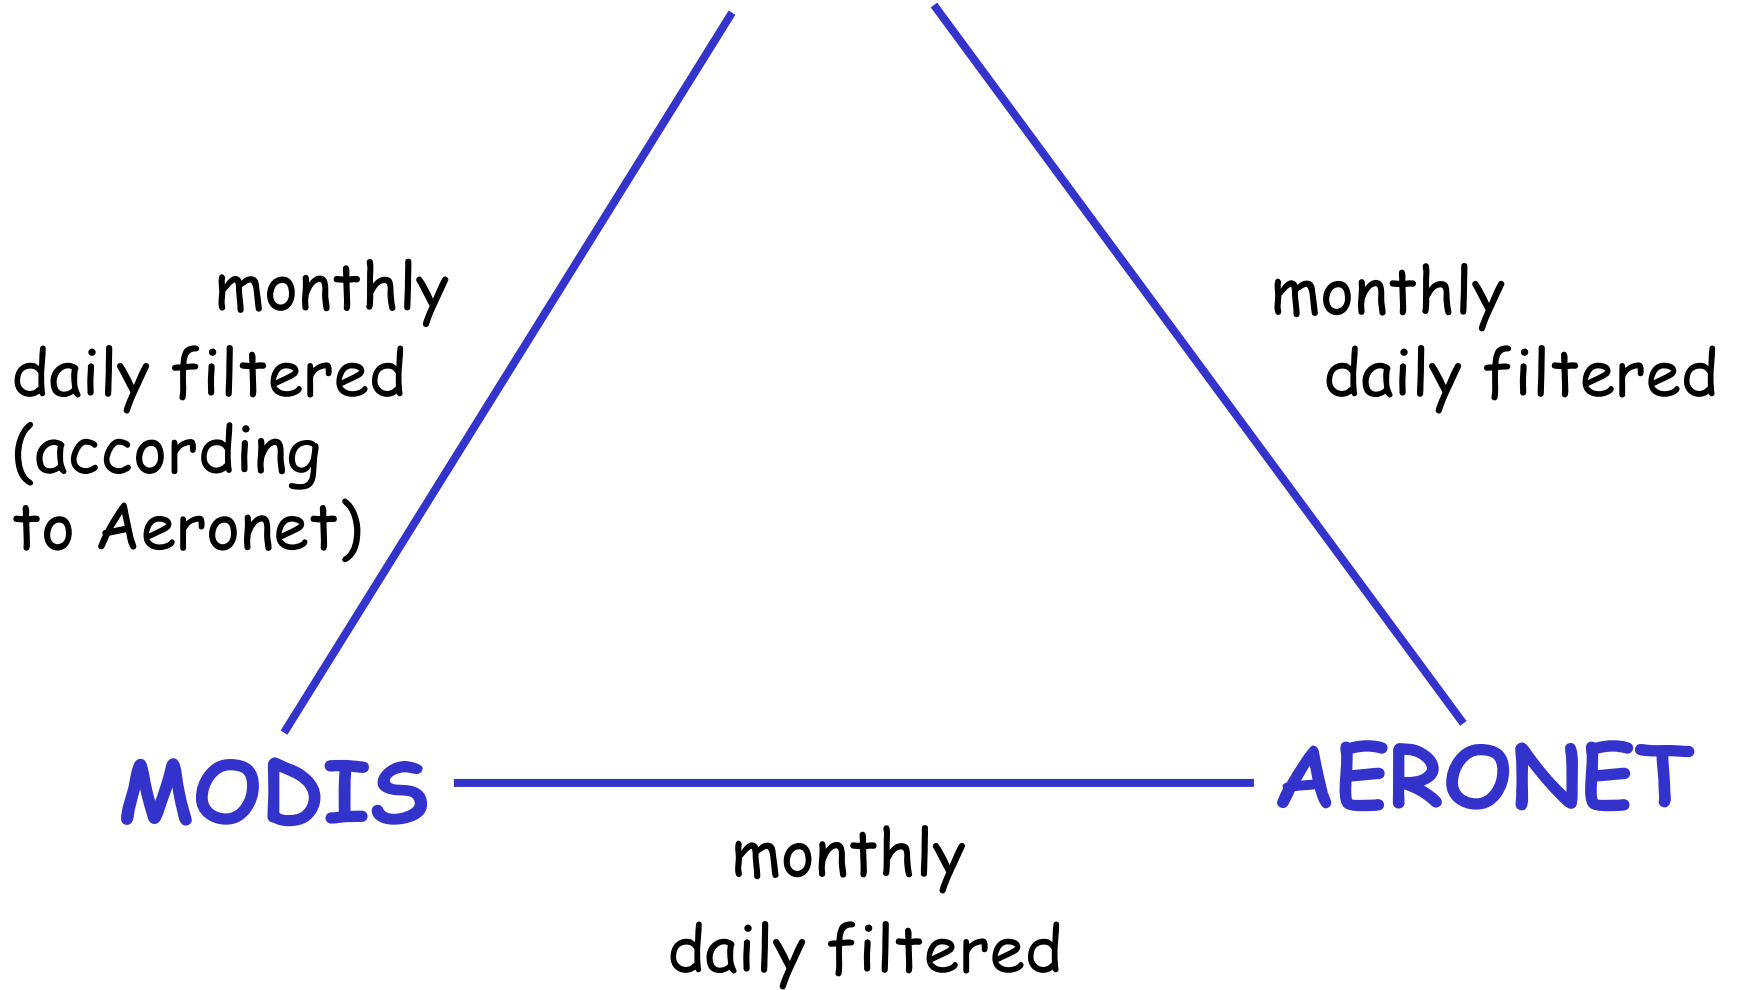 monthly
daily filtered
(according
to Aeronet)
monthly
daily filtered
MODIS
AERONET
monthly
daily filtered